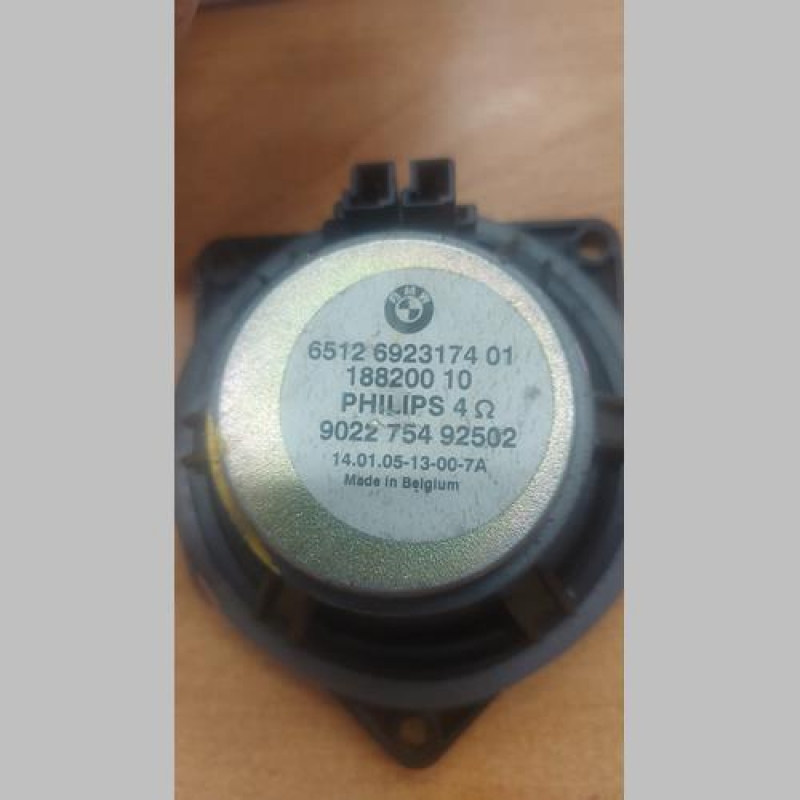 BMW
6512 6923174 01
188200 10
PHILIPS 4 Ω
9022 754 92502
14.01.05-13-00-7A
Made in Belgium